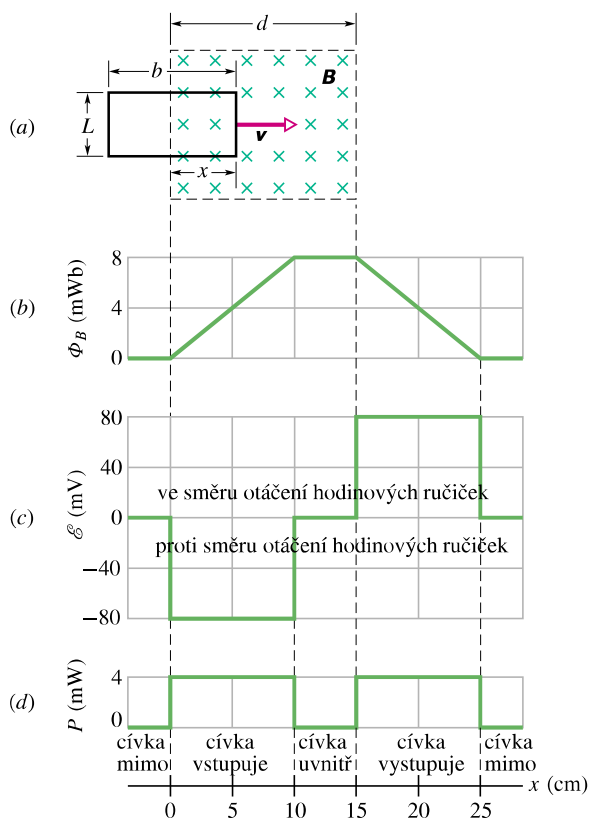 d
b
B
(a)
L
v
x
8
4
0
Φ_B (mWb)
(b)
80
40
0
−40
−80
ℰ (mV)
(c)
ve směru otáčení hodinových ručiček
proti směru otáčení hodinových ručiček
4
0
P (mW)
(d)
cívka mimo
cívka vstupuje
cívka uvnitř
cívka vystupuje
cívka mimo
x (cm)
0 5 10 15 20 25